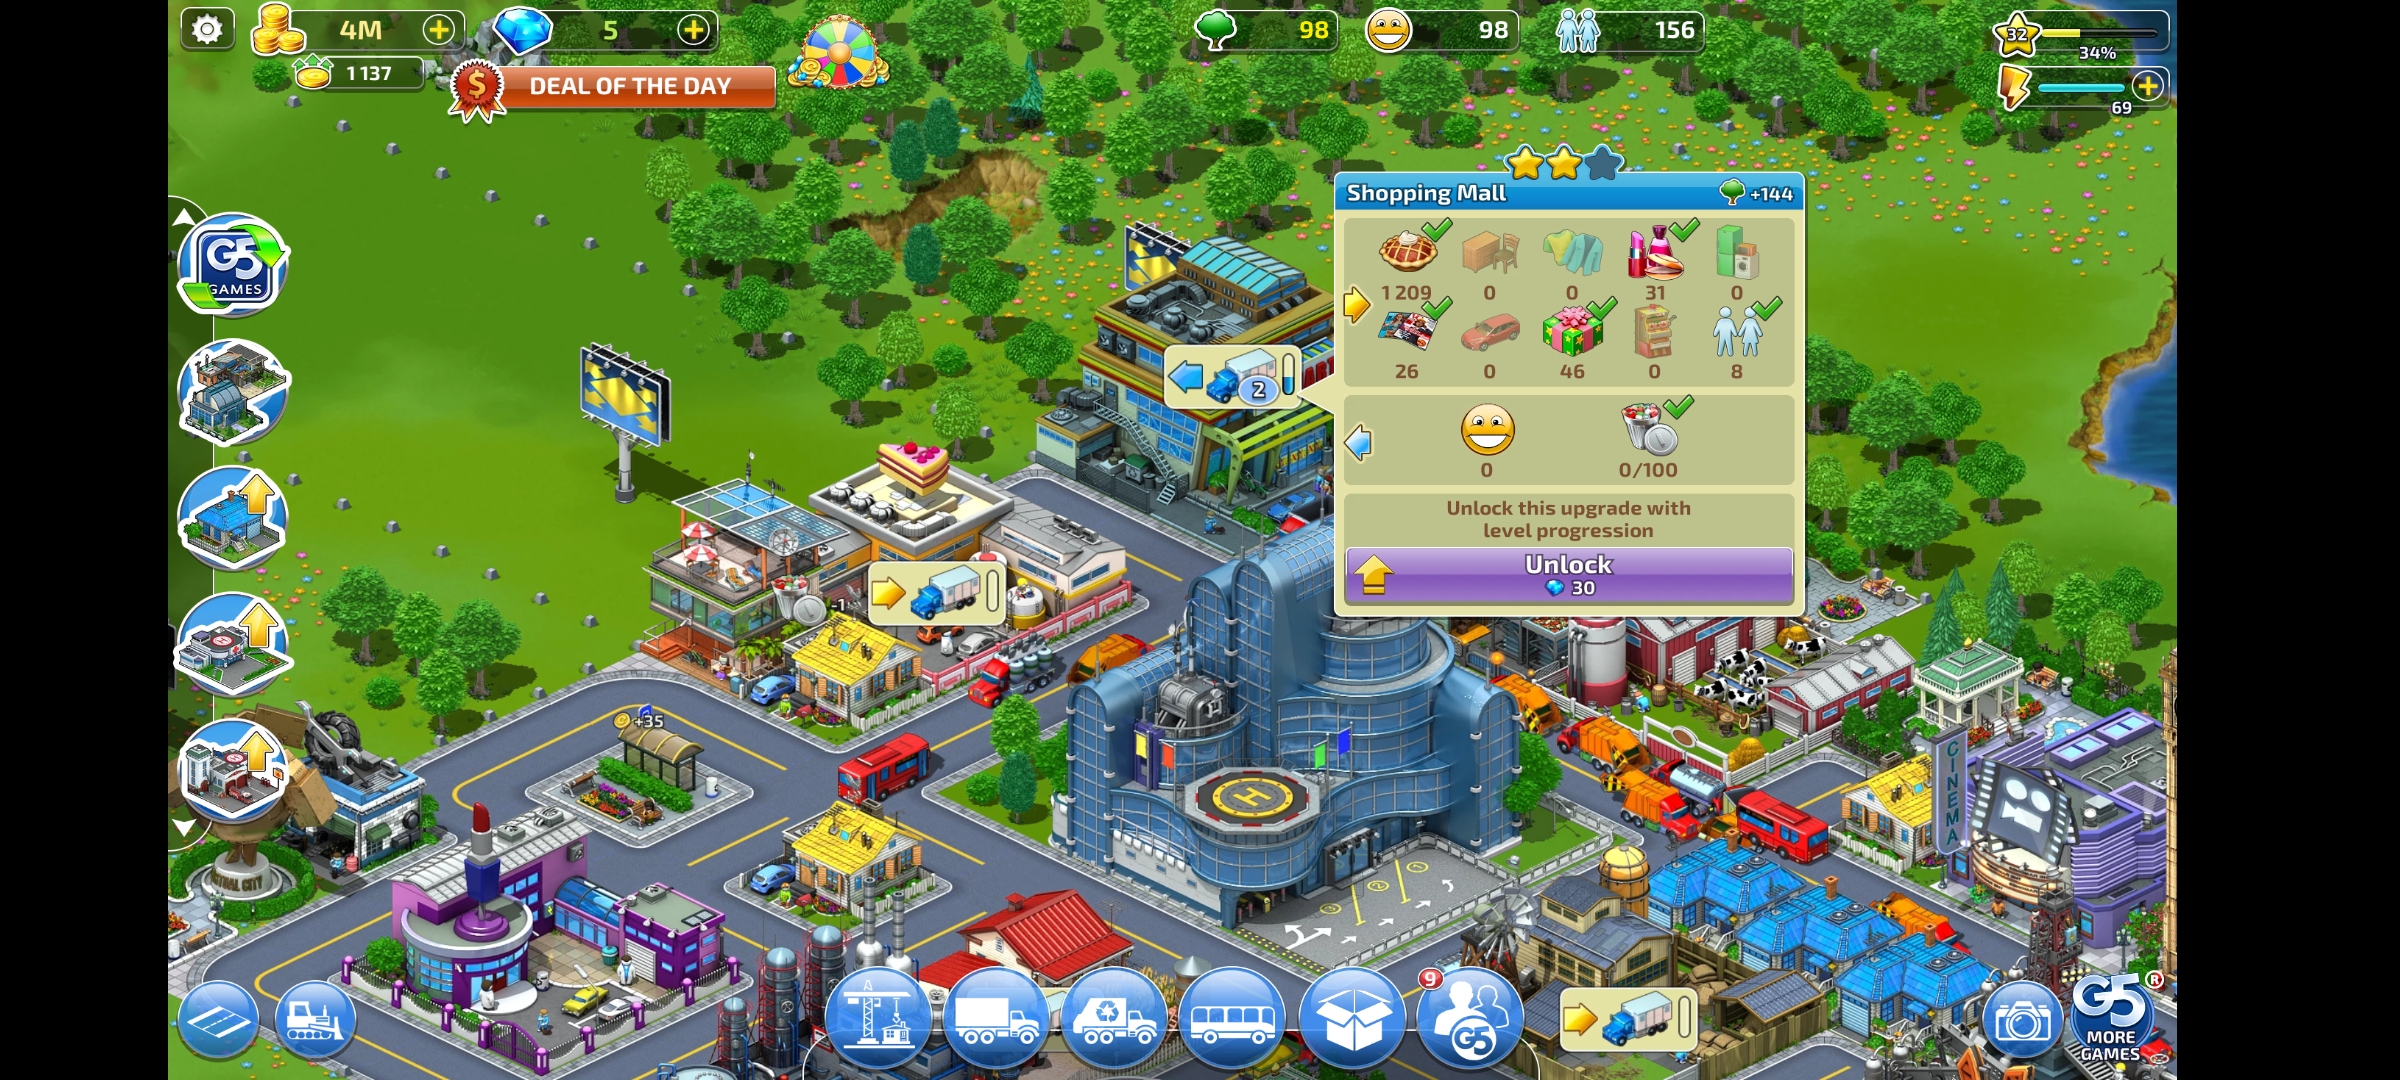 4M
5
98
98
156
32
34%
1 137
DEAL OF THE DAY
69
Shopping Mall
+144
G5
GAMES
1 209
0
0
31
0
2
26
0
46
0
8
0
0/100
Unlock this upgrade with
level progression
Unlock
30
-1
+35
CINEMA
H
9
G5
G5
R
MORE
GAMES